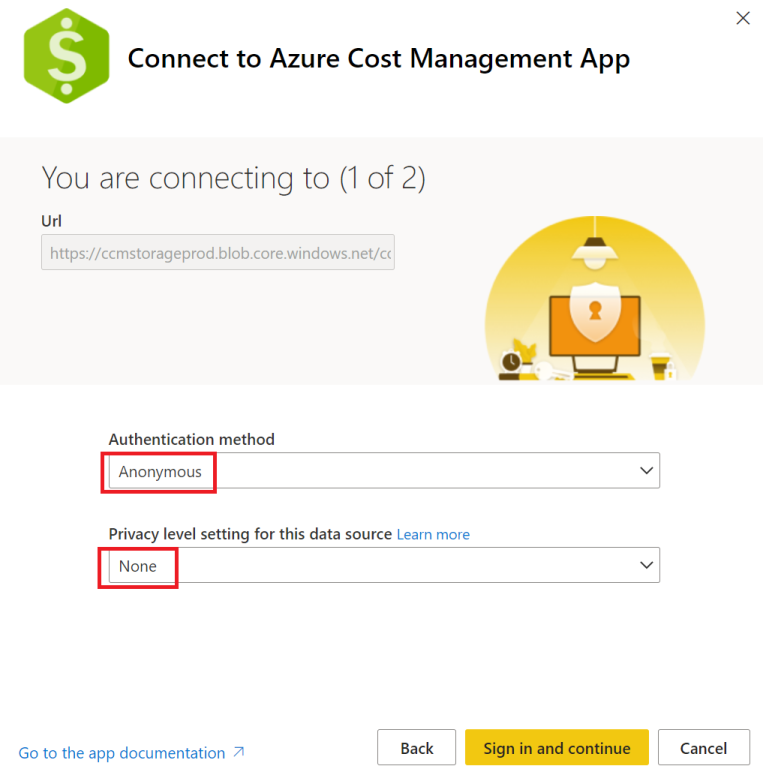 Connect to Azure Cost Management App
You are connecting to (1 of 2)
Url
https://ccmstorageprod.blob.core.windows.net/cc
Authentication method
Anonymous
Privacy level setting for this data source Learn more
None
Go to the app documentation
Back
Sign in and continue
Cancel